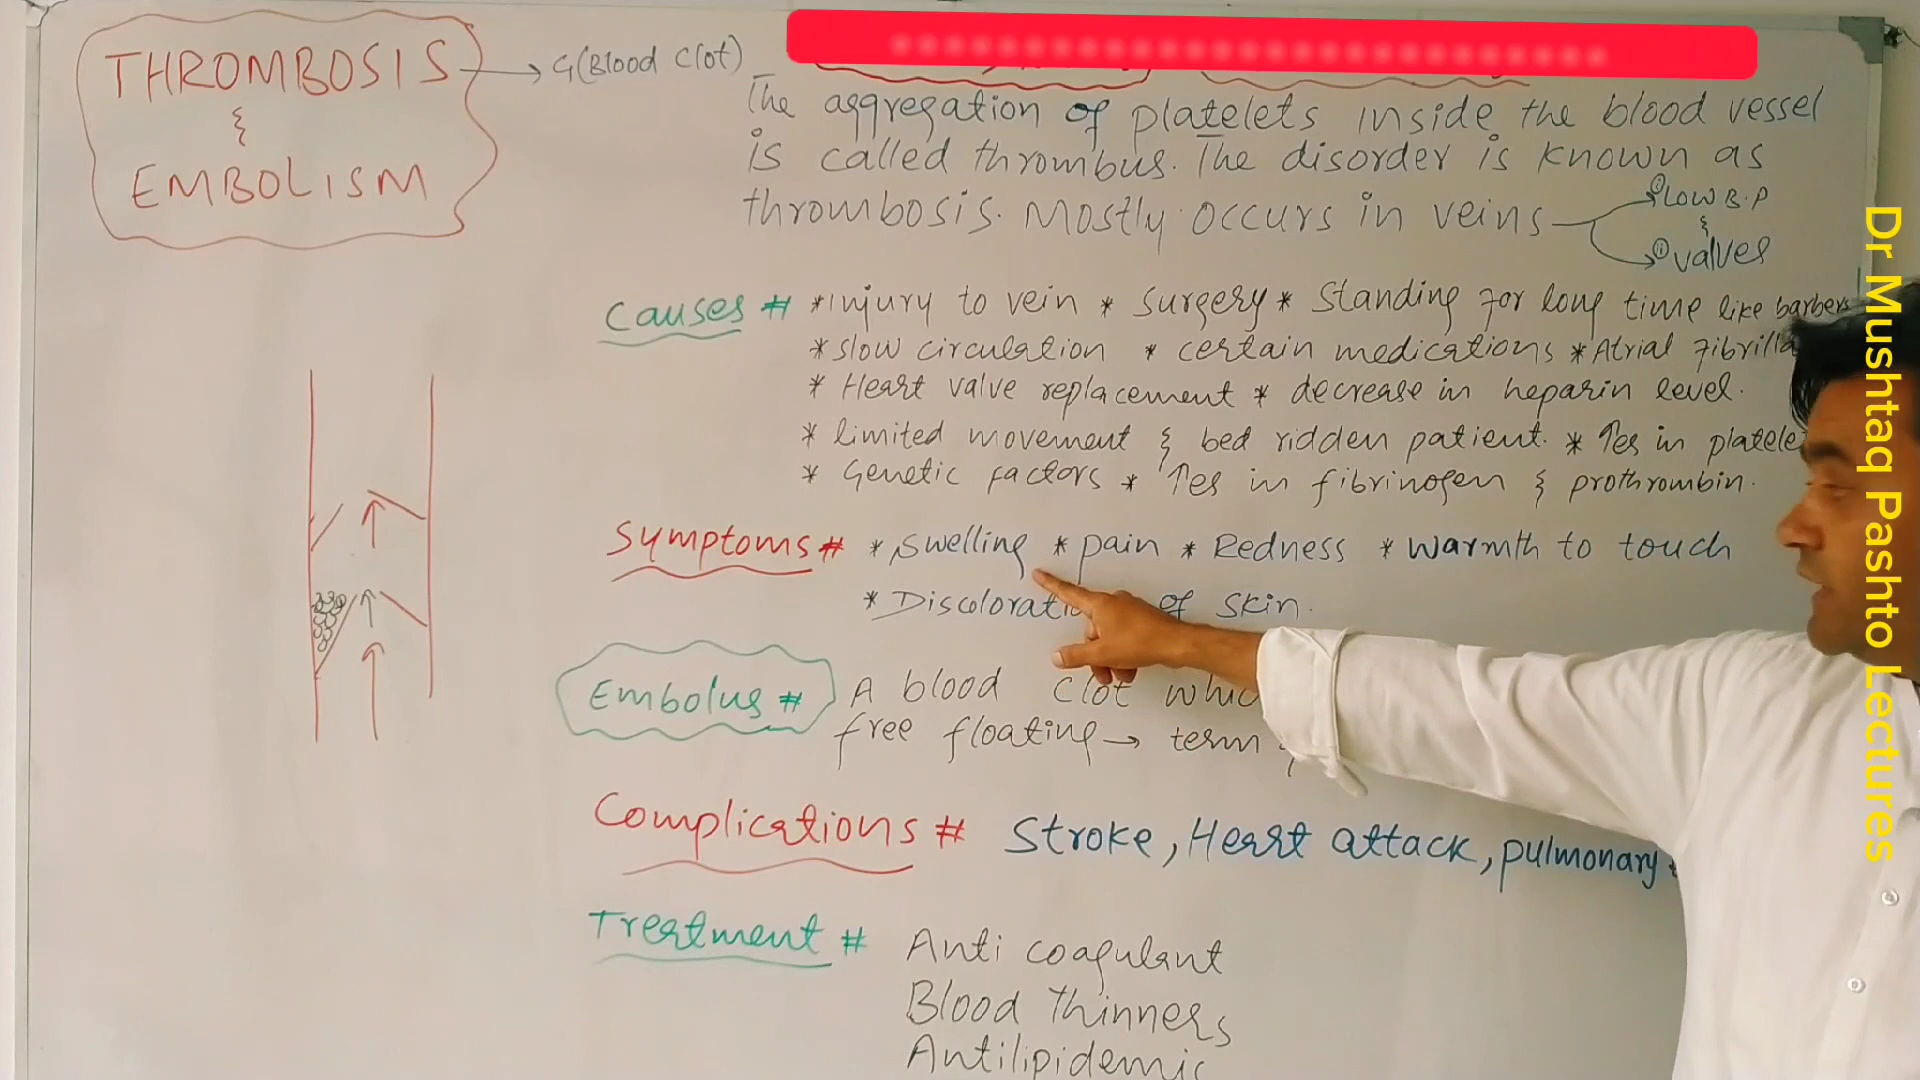 THROMBOSIS
&
EMBOLISM
→ G(Blood Clot)
The aggregation of platelets inside the blood vessel
is called thrombus. The disorder is known as
thrombosis. Mostly occurs in veins
① Low B.P
&
② valves
Causes # *Injury to vein * Surgery * Standing for long time like barbers
*slow circulation * certain medications *Atrial fibrilla
* Heart valve replacement * decrease in heparin level.
* limited movement & bed ridden patient. * ↑es in platele
* Genetic factors * ↑es in fibrinogen & prothrombin.
Symptoms # * Swelling * pain * Redness * Warmth to touch
* Discolorati of skin.
Embolus # A blood clot whic
free floating → term
Complications # Stroke, Heart attack, pulmonary
Treatment # Anti coagulant
Blood thinners
Antilipidemic
Dr Mushtaq Pashto Lectures